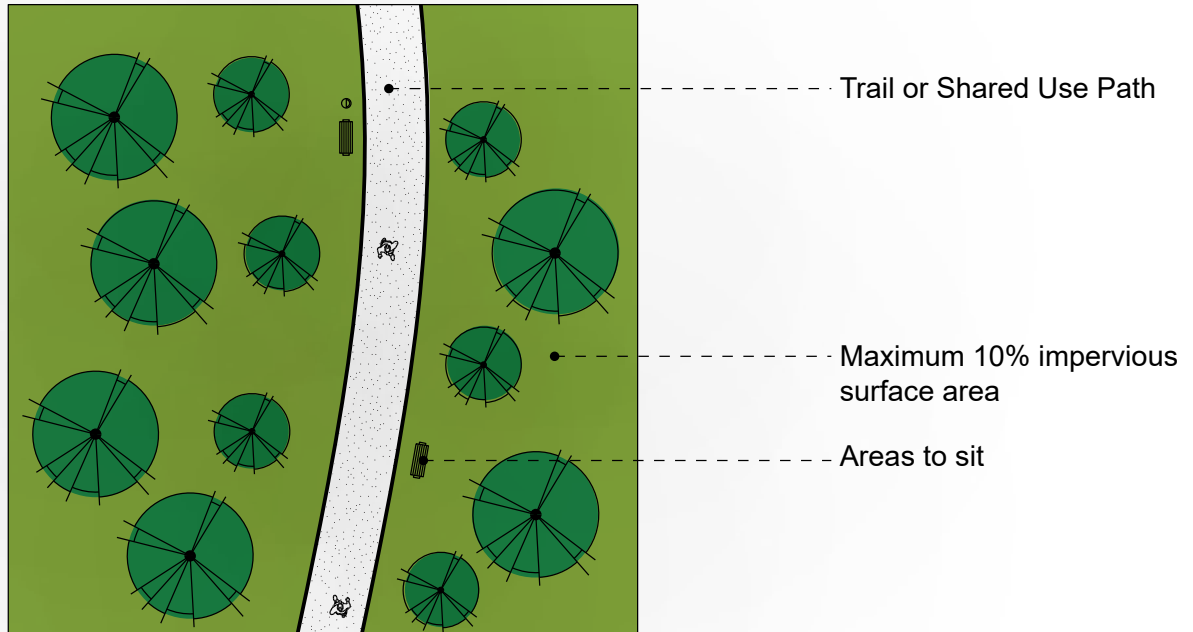 Trail or Shared Use Path
Maximum 10% impervious
surface area
Areas to sit